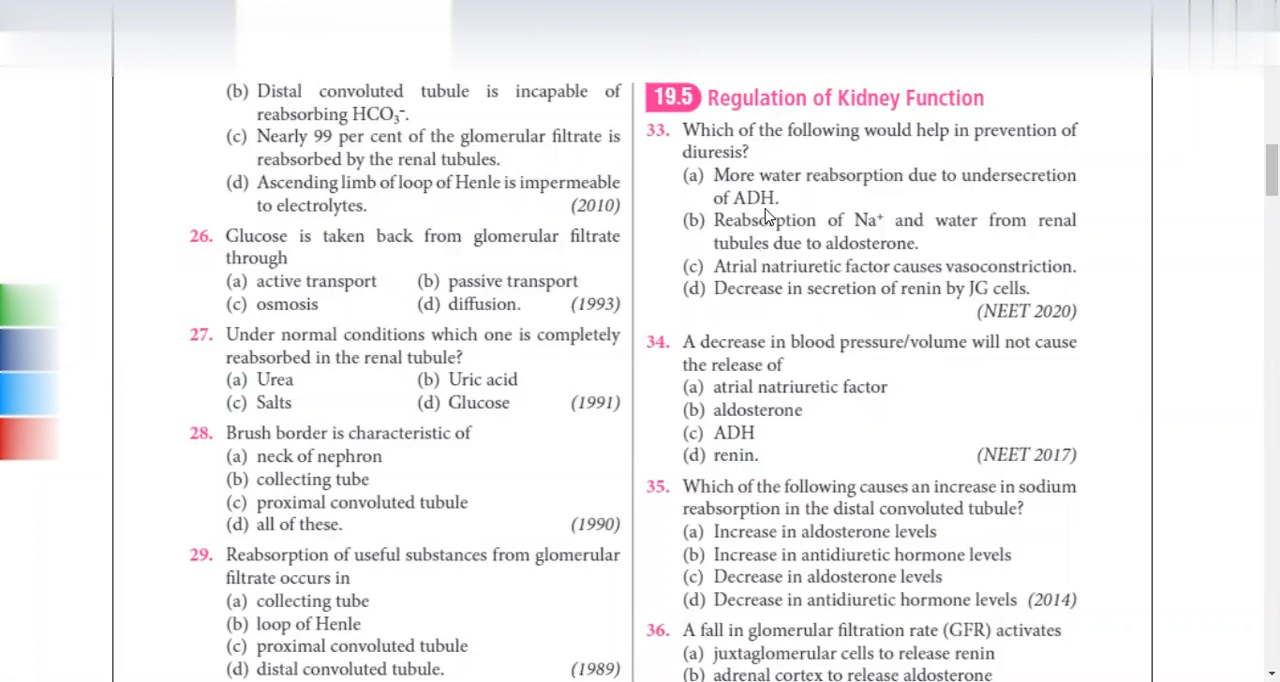 (b) Distal convoluted tubule is incapable of
reabsorbing HCO₃⁻.
(c) Nearly 99 per cent of the glomerular filtrate is
reabsorbed by the renal tubules.
(d) Ascending limb of loop of Henle is impermeable
to electrolytes. (2010)
26. Glucose is taken back from glomerular filtrate
through
(a) active transport (b) passive transport
(c) osmosis (d) diffusion. (1993)
27. Under normal conditions which one is completely
reabsorbed in the renal tubule?
(a) Urea (b) Uric acid
(c) Salts (d) Glucose (1991)
28. Brush border is characteristic of
(a) neck of nephron
(b) collecting tube
(c) proximal convoluted tubule
(d) all of these. (1990)
29. Reabsorption of useful substances from glomerular
filtrate occurs in
(a) collecting tube
(b) loop of Henle
(c) proximal convoluted tubule
(d) distal convoluted tubule. (1989)
19.5 Regulation of Kidney Function
33. Which of the following would help in prevention of
diuresis?
(a) More water reabsorption due to undersecretion
of ADH.
(b) Reabsorption of Na⁺ and water from renal
tubules due to aldosterone.
(c) Atrial natriuretic factor causes vasoconstriction.
(d) Decrease in secretion of renin by JG cells.
(NEET 2020)
34. A decrease in blood pressure/volume will not cause
the release of
(a) atrial natriuretic factor
(b) aldosterone
(c) ADH
(d) renin. (NEET 2017)
35. Which of the following causes an increase in sodium
reabsorption in the distal convoluted tubule?
(a) Increase in aldosterone levels
(b) Increase in antidiuretic hormone levels
(c) Decrease in aldosterone levels
(d) Decrease in antidiuretic hormone levels (2014)
36. A fall in glomerular filtration rate (GFR) activates
(a) juxtaglomerular cells to release renin
(b) adrenal cortex to release aldosterone